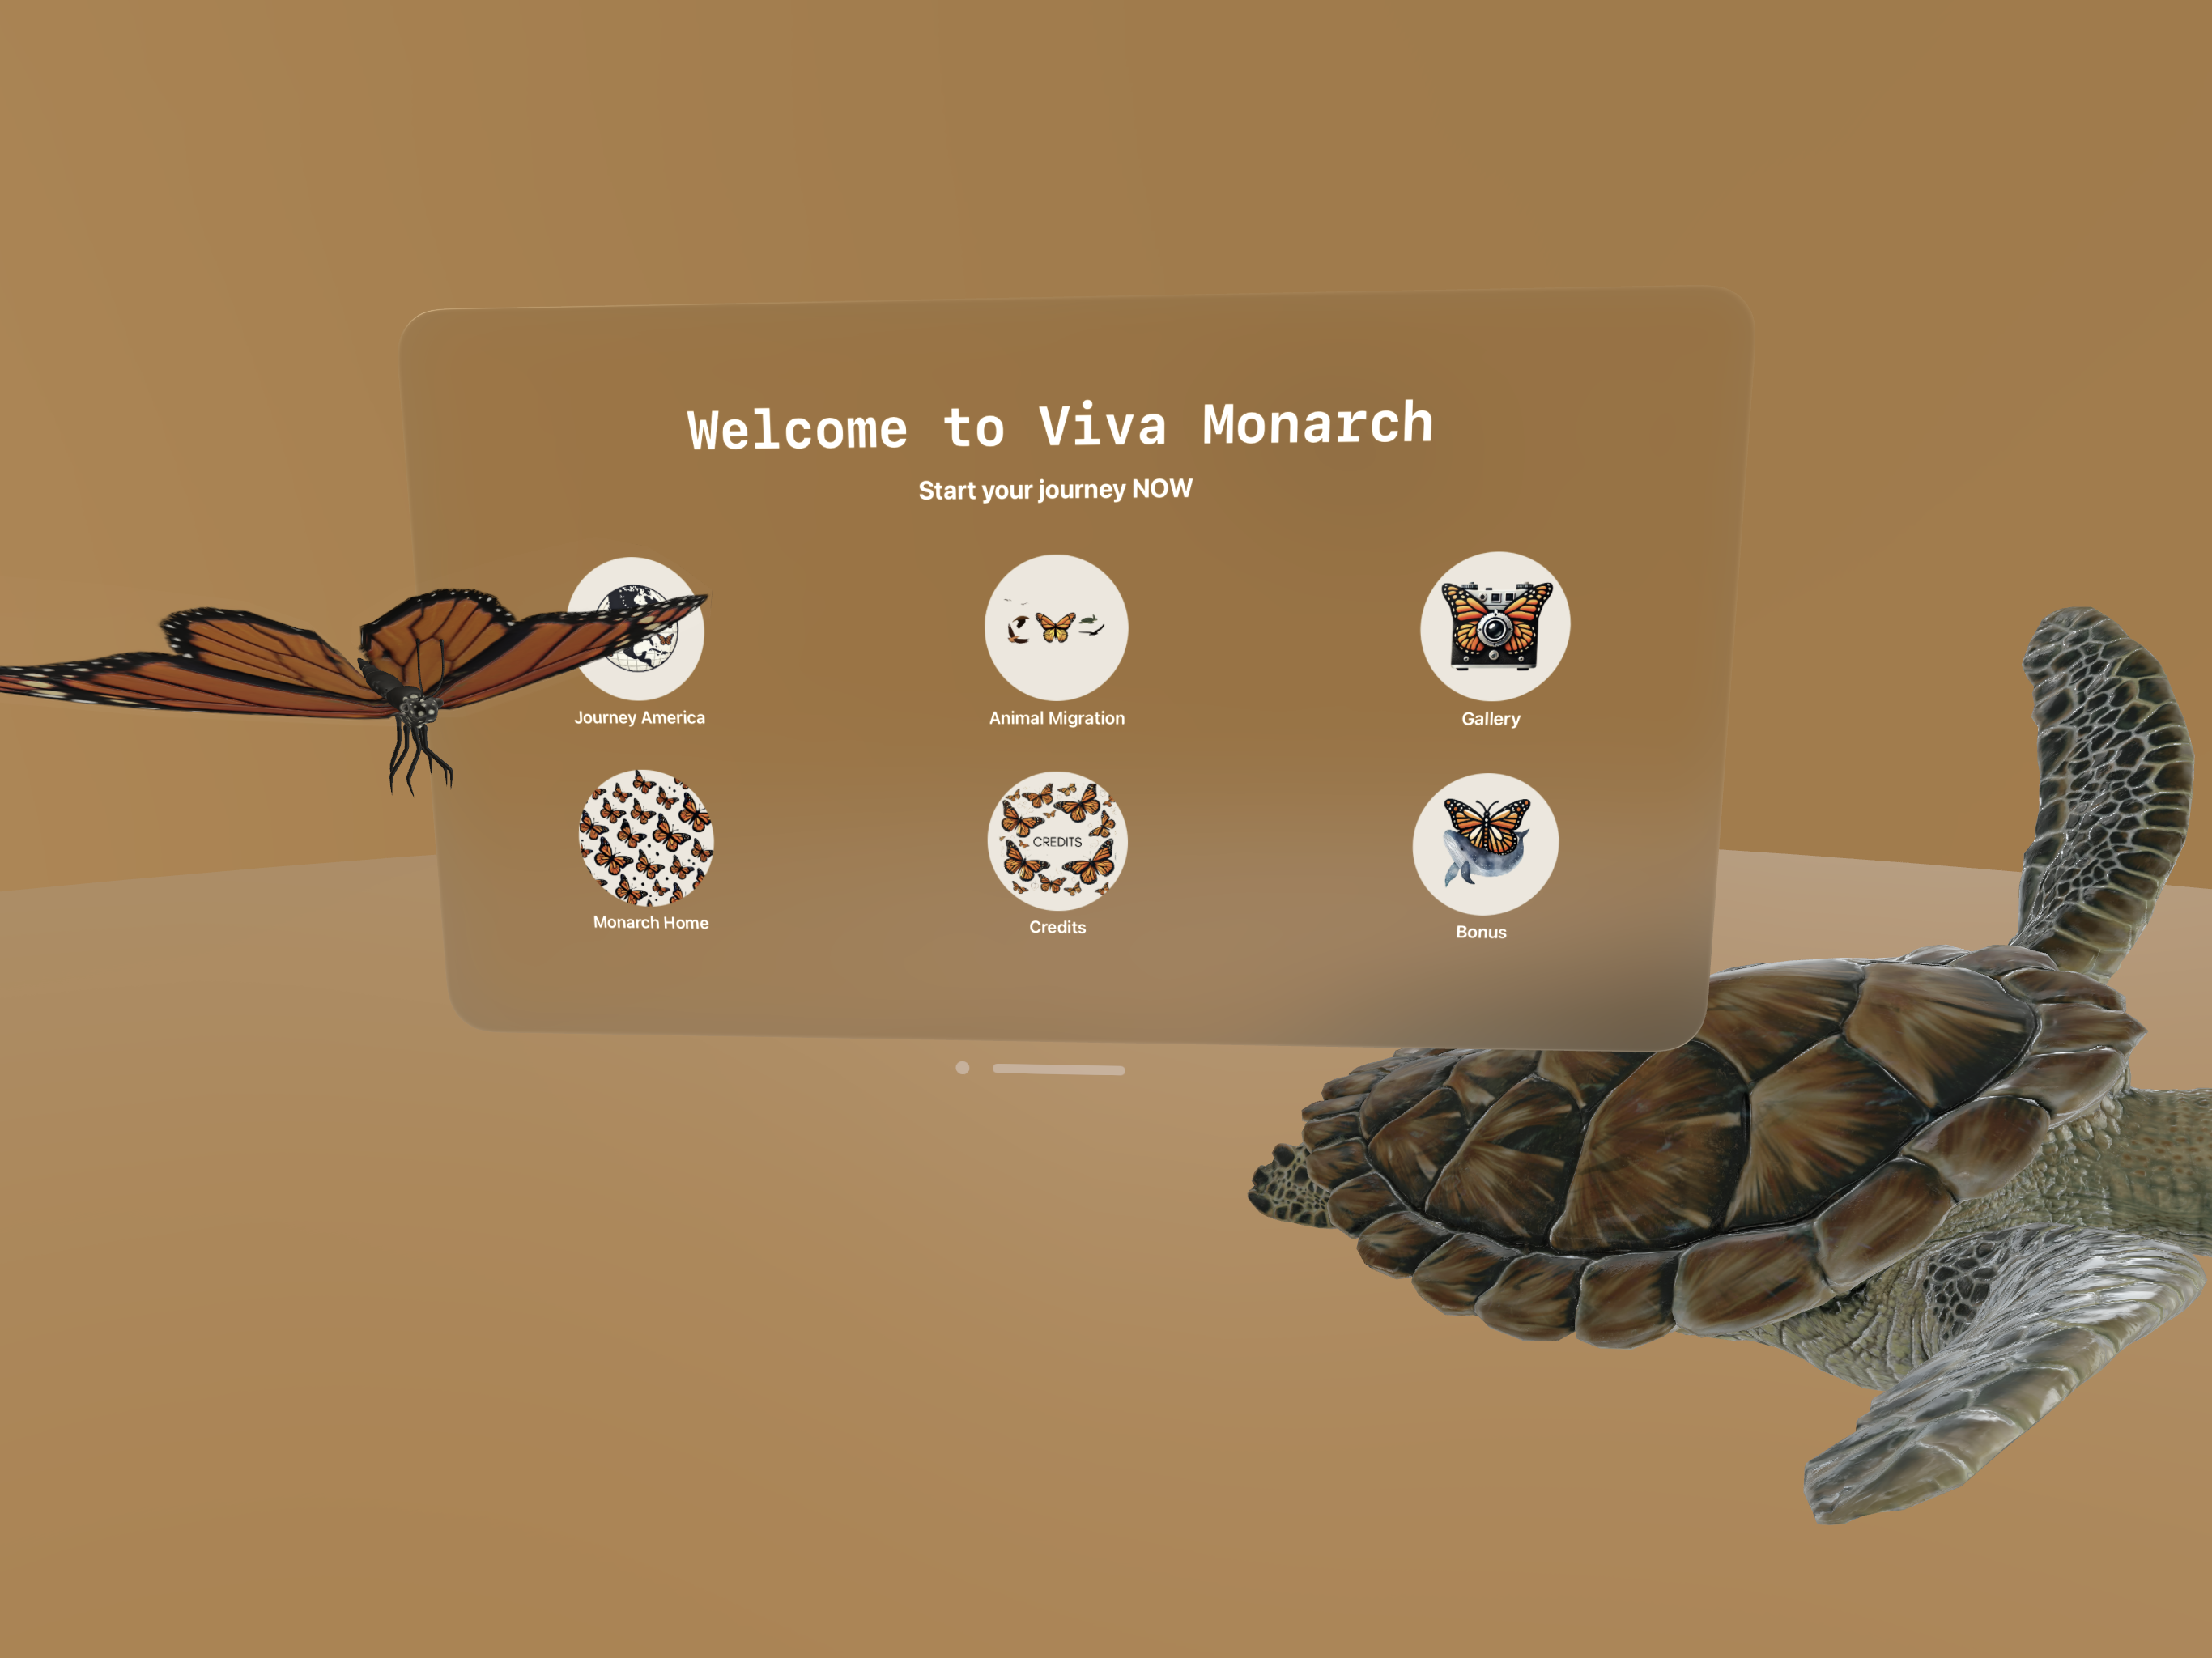 Welcome to Viva Monarch
Start your journey NOW
Journey America
Animal Migration
Gallery
CREDITS
Monarch Home
Credits
Bonus